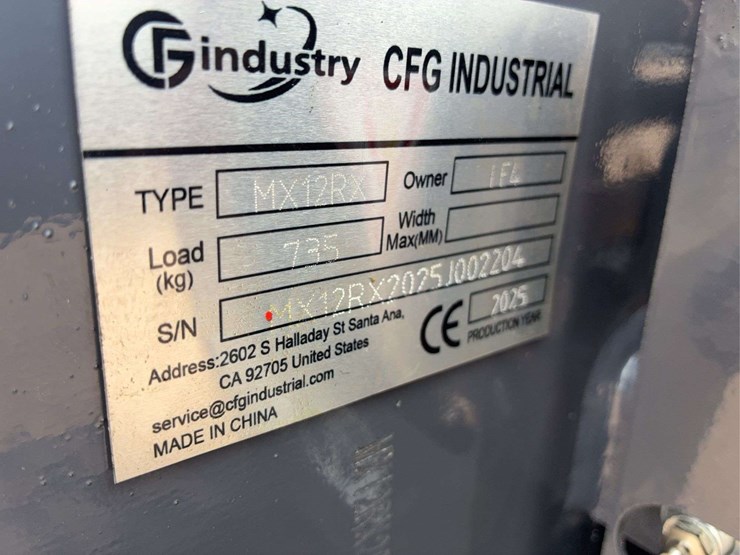 CFGindustry CFG INDUSTRIAL
TYPE MX12RX Owner IFL
Load (kg) 735 Width Max(MM)
S/N MX12RX2025J002204
Address:2602 S Halladay St Santa Ana,
CA 92705 United States
CE 2025
PRODUCTION YEAR
service@cfgindustrial.com
MADE IN CHINA